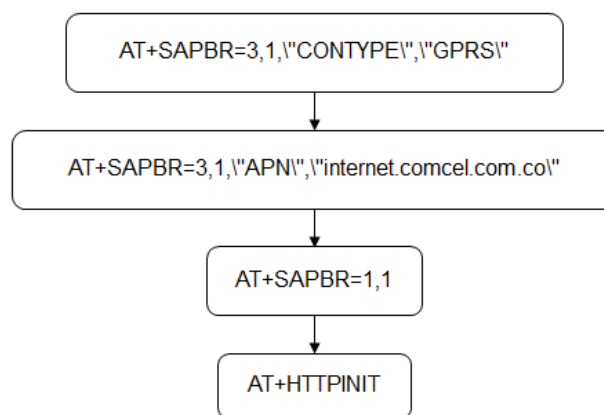 AT+SAPBR=3,1,\"CONTYPE\",\"GPRS\"
AT+SAPBR=3,1,\"APN\",\"internet.comcel.com.co\"
AT+SAPBR=1,1
AT+HTTPINIT